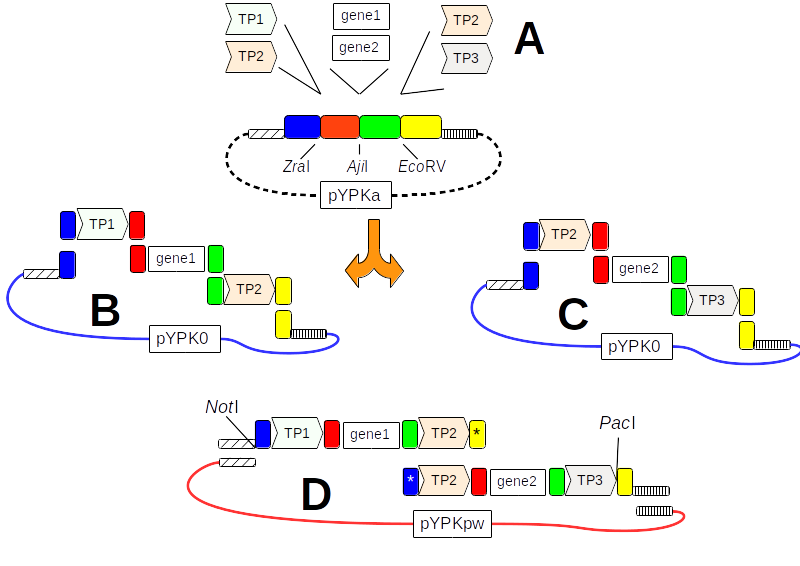 TP1
gene1
TP2
A
TP2
gene2
TP3
ZraI
AjiI
EcoRV
pYPKa
TP1
gene1
TP2
B
pYPK0
TP2
gene2
TP3
C
pYPK0
NotI
PacI
TP1
gene1
TP2
*
*
TP2
gene2
TP3
D
pYPKpw